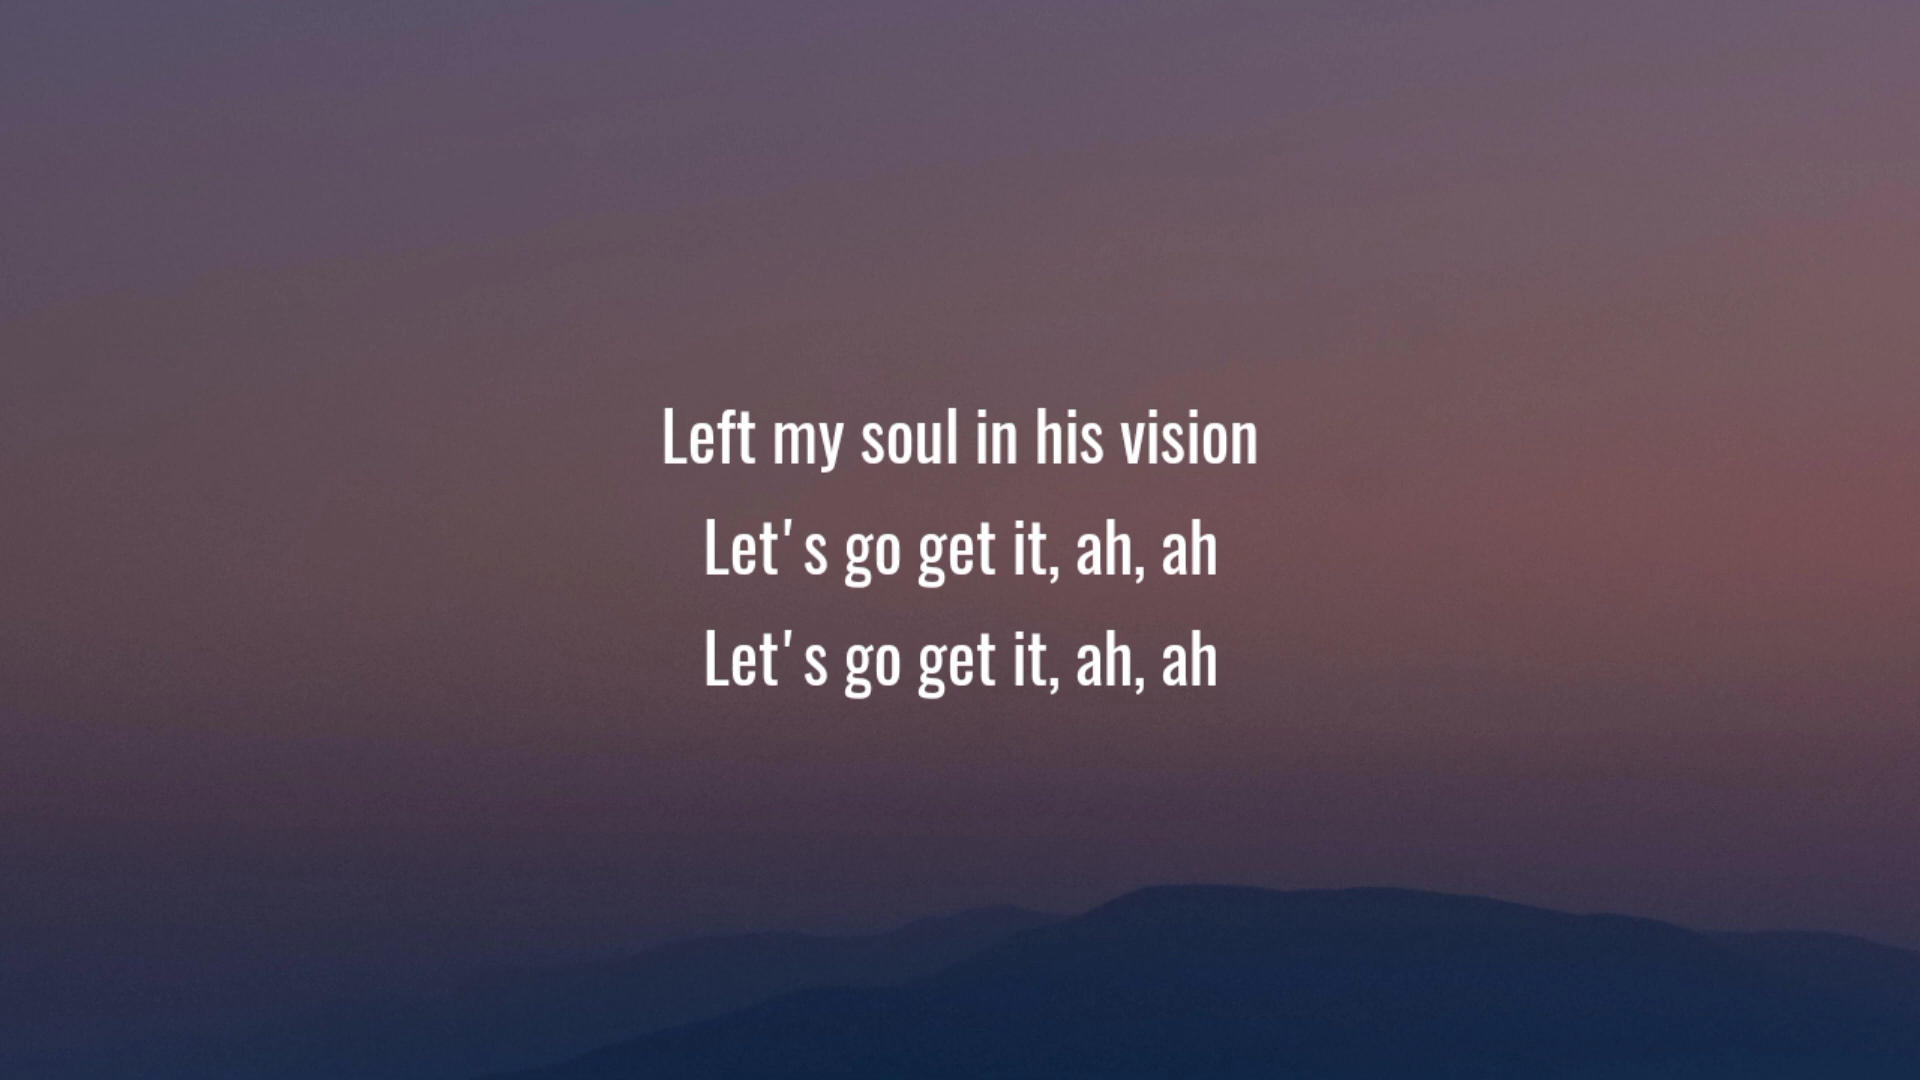 Left my soul in his vision
Let's go get it, ah, ah
Let's go get it, ah, ah